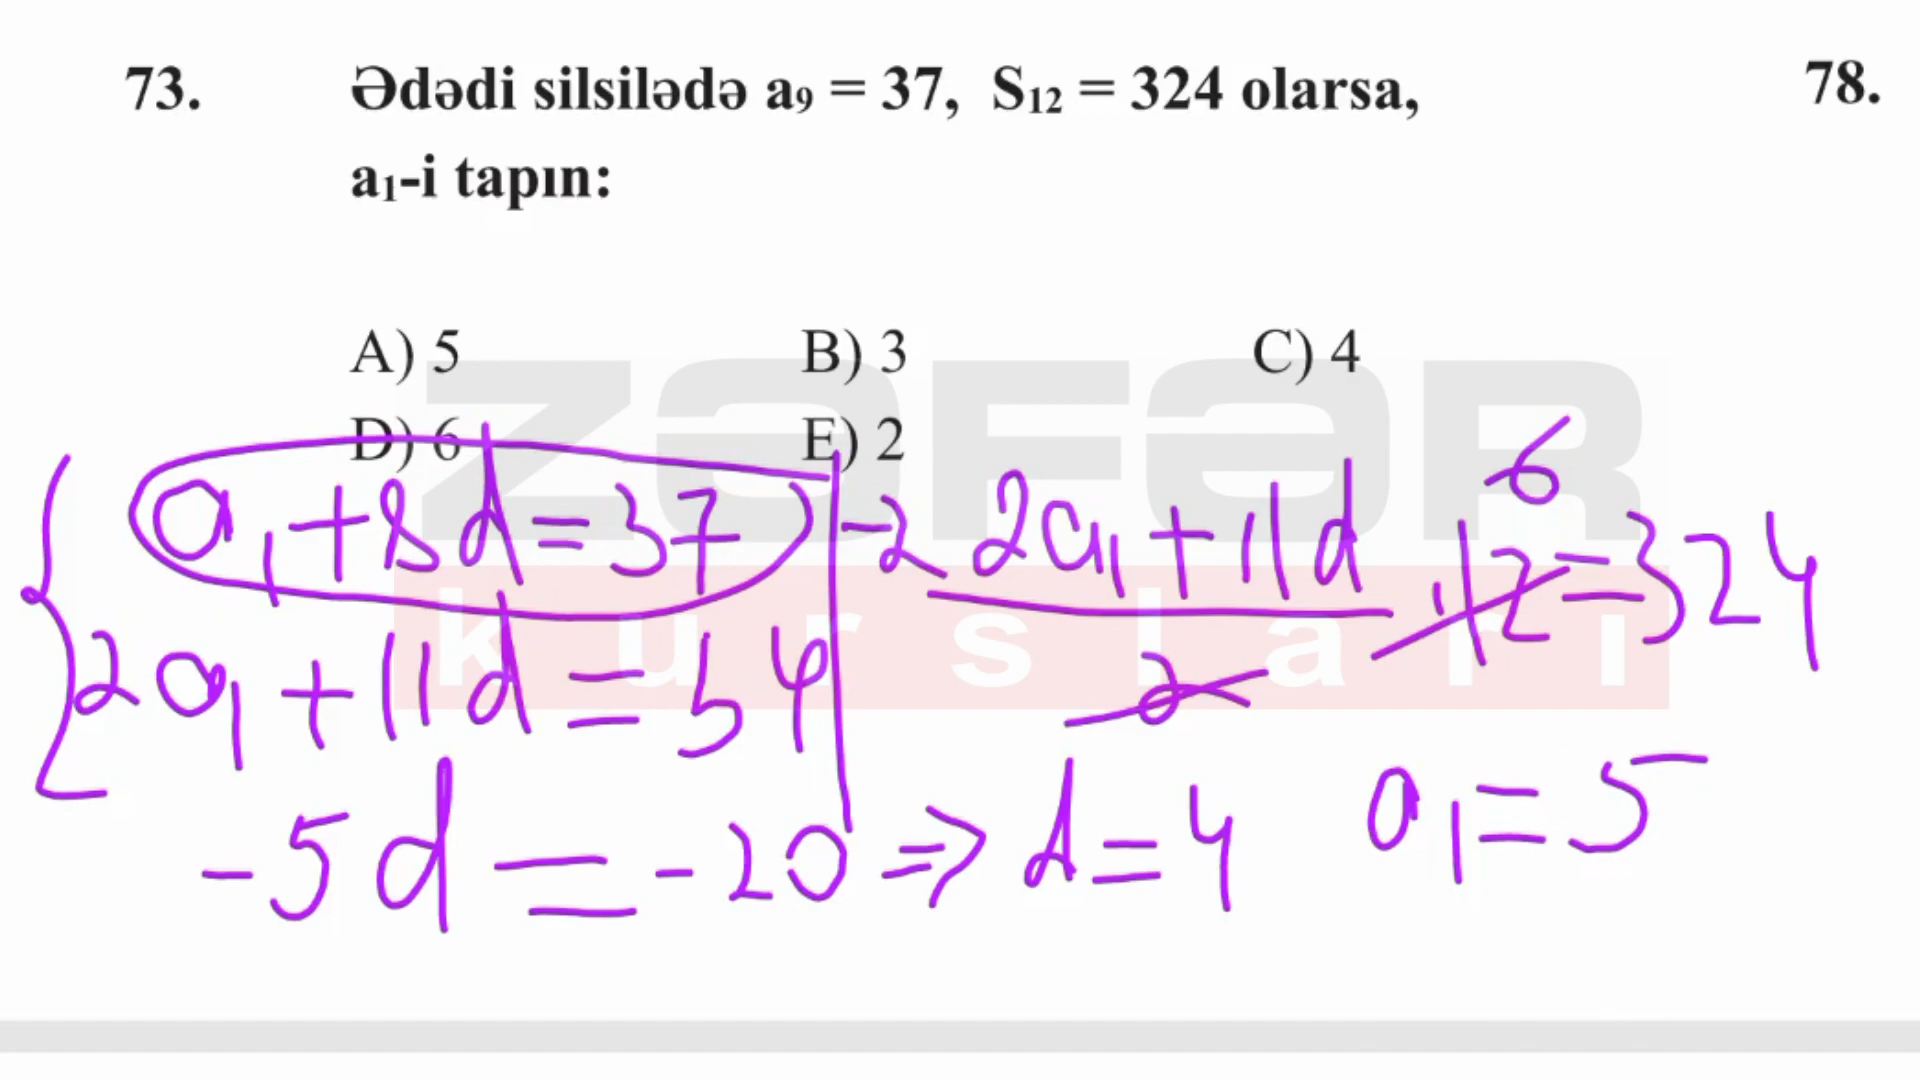 73. Ədədi silsilədə a₉ = 37, S₁₂ = 324 olarsa,
a₁-i tapın:
78.
A) 5 B) 3 C) 4
D) 6 E) 2
ZƏFƏR
kursları
a₁+8d=37 -2
2a₁+11d=54
2a₁+11d / 2 · 12=324
6
-5d = -20 ⇒ d=4 a₁=5